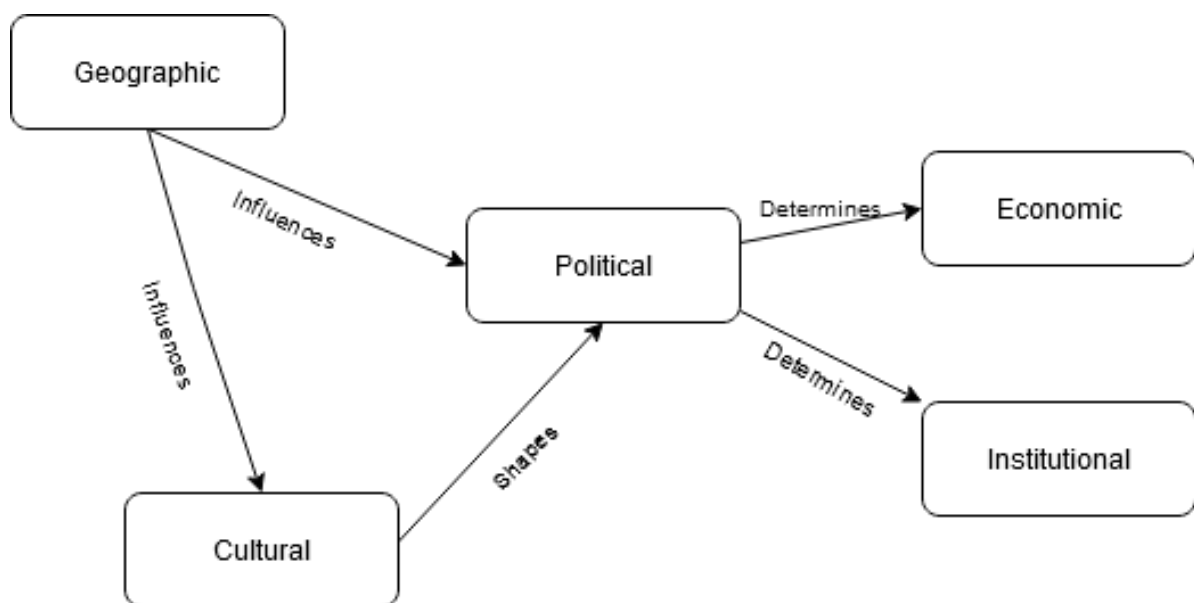 Geographic
Influences
Economic
Determines
Political
Influences
Determines
Institutional
Shapes
Cultural